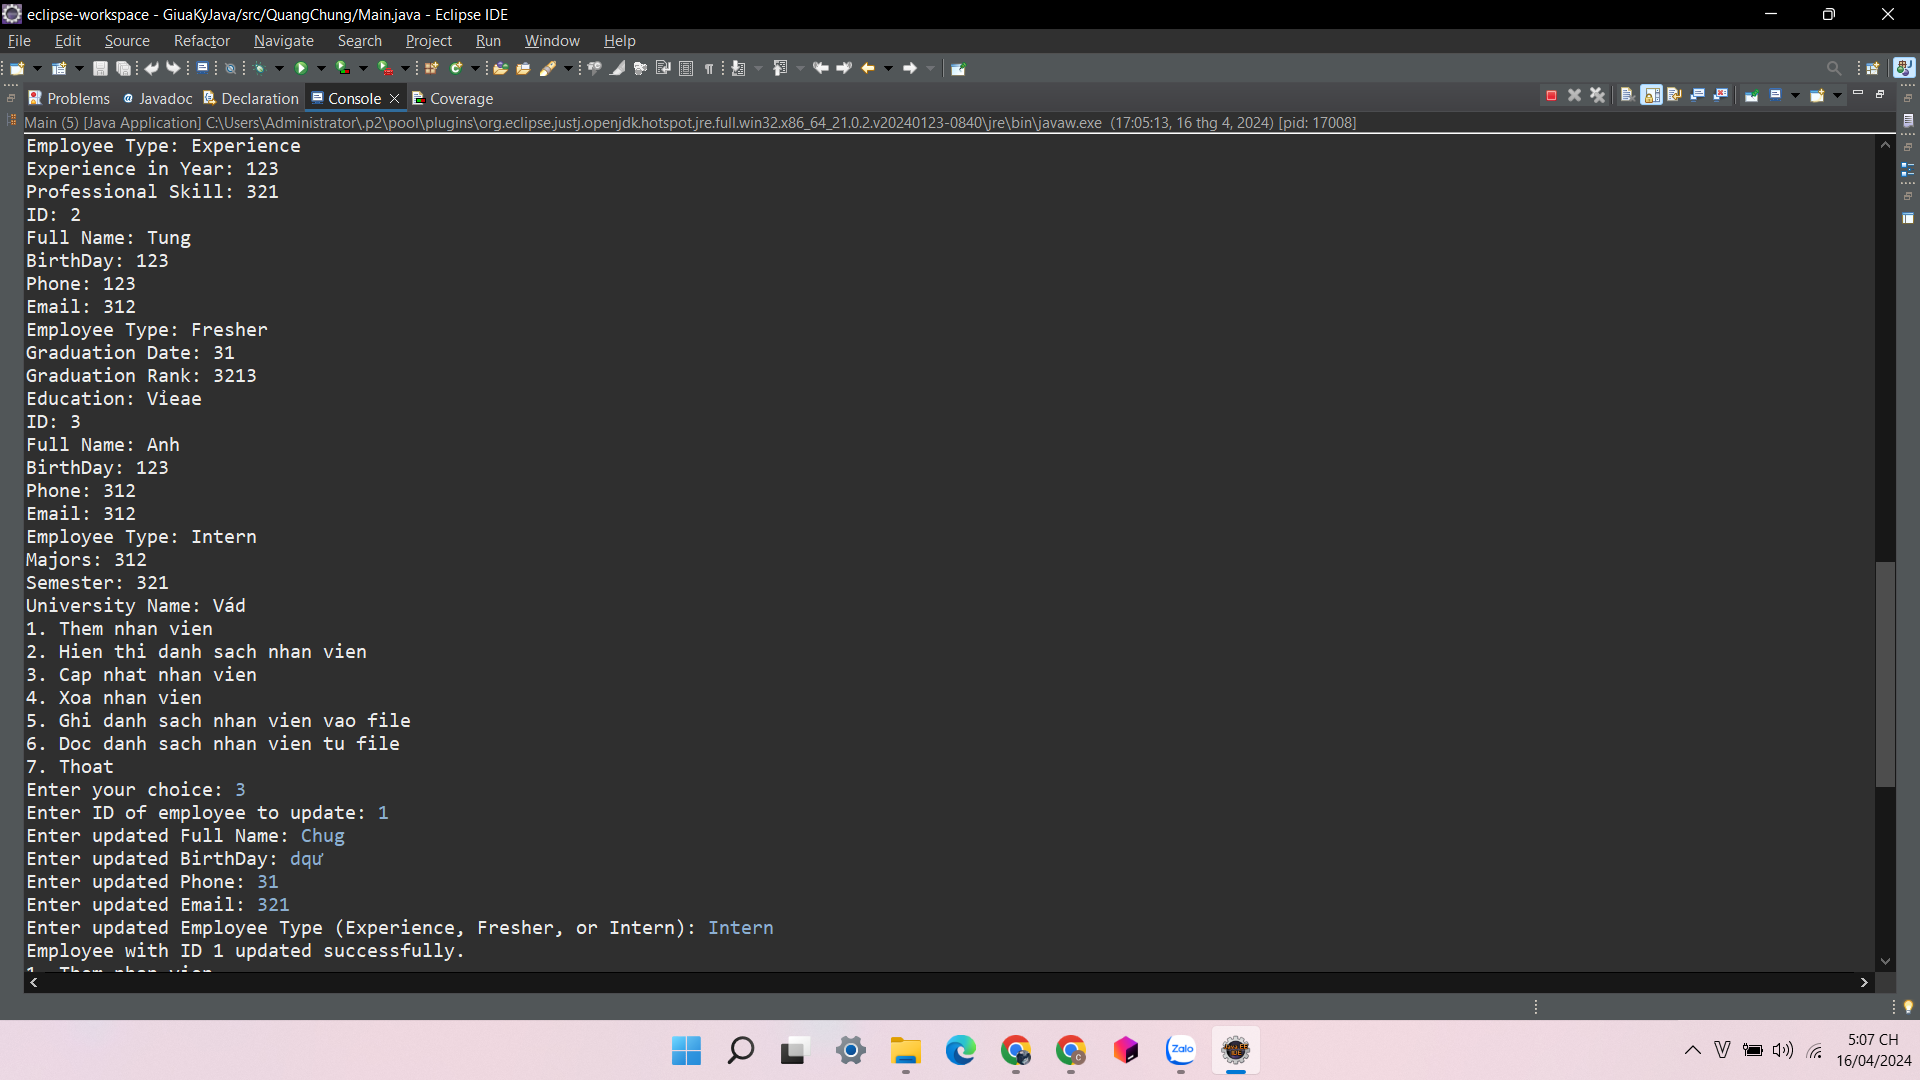 eclipse-workspace - GiuaKyJava/src/QuangChung/Main.java - Eclipse IDE
File Edit Source Refactor Navigate Search Project Run Window Help
Problems Javadoc Declaration Console Coverage
Main (5) [Java Application] C:\Users\Administrator\.p2\pool\plugins\org.eclipse.justj.openjdk.hotspot.jre.full.win32.x86_64_21.0.2.v20240123-0840\jre\bin\javaw.exe (17:05:13, 16 thg 4, 2024) [pid: 17008]
Employee Type: Experience
Experience in Year: 123
Professional Skill: 321
ID: 2
Full Name: Tung
BirthDay: 123
Phone: 123
Email: 312
Employee Type: Fresher
Graduation Date: 31
Graduation Rank: 3213
Education: Vỉeae
ID: 3
Full Name: Anh
BirthDay: 123
Phone: 312
Email: 312
Employee Type: Intern
Majors: 312
Semester: 321
University Name: Vád
1. Them nhan vien
2. Hien thi danh sach nhan vien
3. Cap nhat nhan vien
4. Xoa nhan vien
5. Ghi danh sach nhan vien vao file
6. Doc danh sach nhan vien tu file
7. Thoat
Enter your choice: 3
Enter ID of employee to update: 1
Enter updated Full Name: Chug
Enter updated BirthDay: dqư
Enter updated Phone: 31
Enter updated Email: 321
Enter updated Employee Type (Experience, Fresher, or Intern): Intern
Employee with ID 1 updated successfully.
1. Them nhan vien
Zalo
5:07 CH
16/04/2024